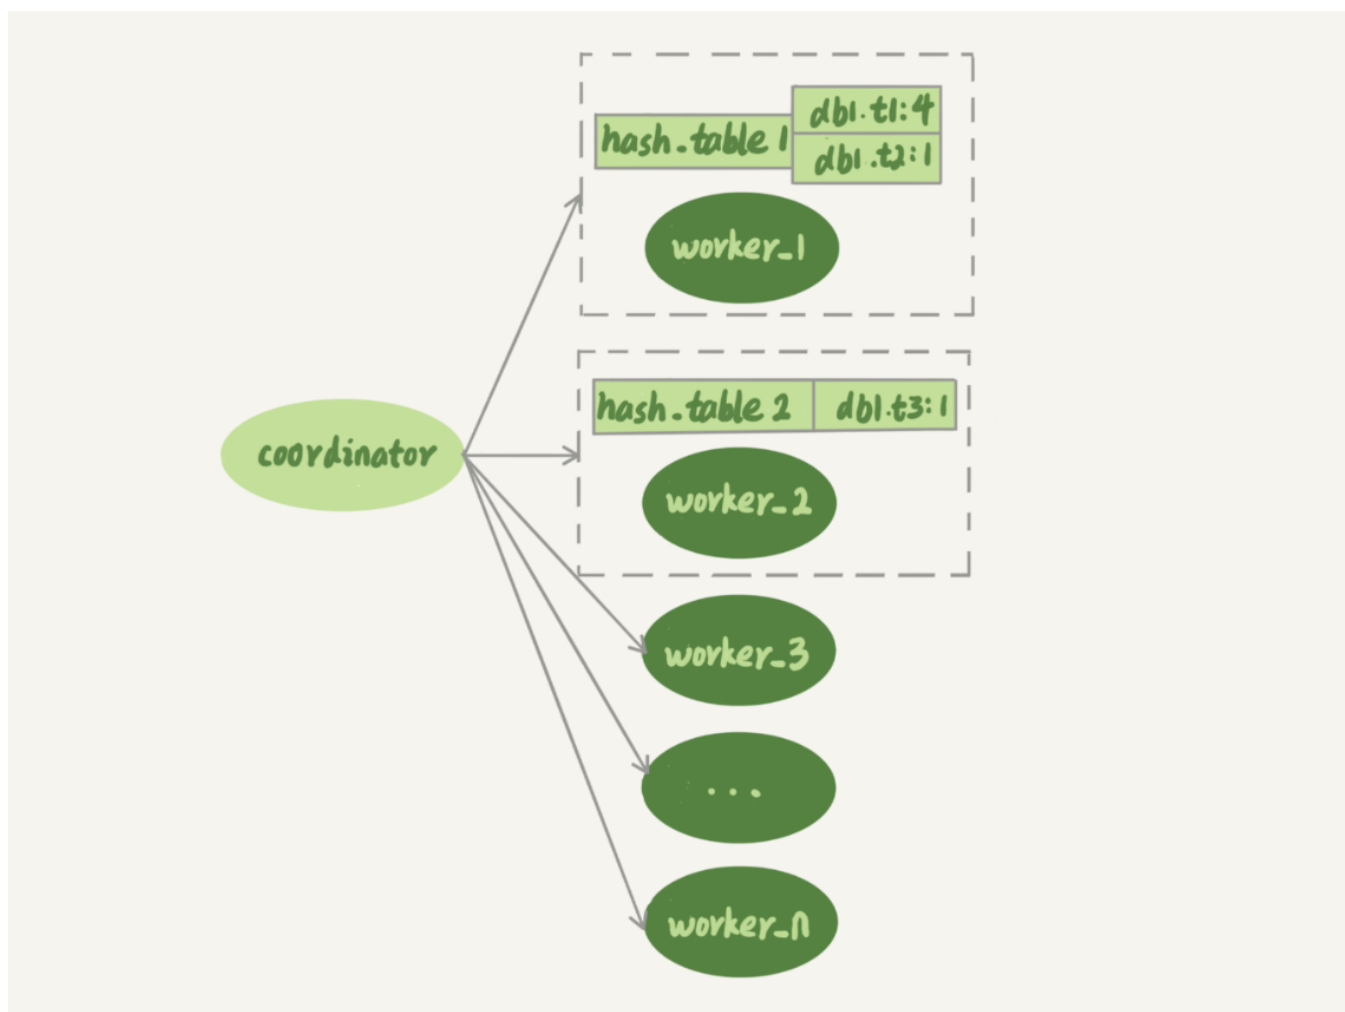 db1.t1:4
hash_table 1
db1.t2:1
worker_1
hash_table 2
db1.t3:1
coordinator
worker_2
worker_3
...
worker_n